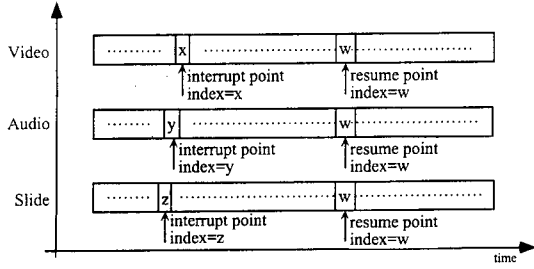 Video
x
w
interrupt point
index=x
resume point
index=w
Audio
y
w
interrupt point
index=y
resume point
index=w
Slide
z
w
interrupt point
index=z
resume point
index=w
time